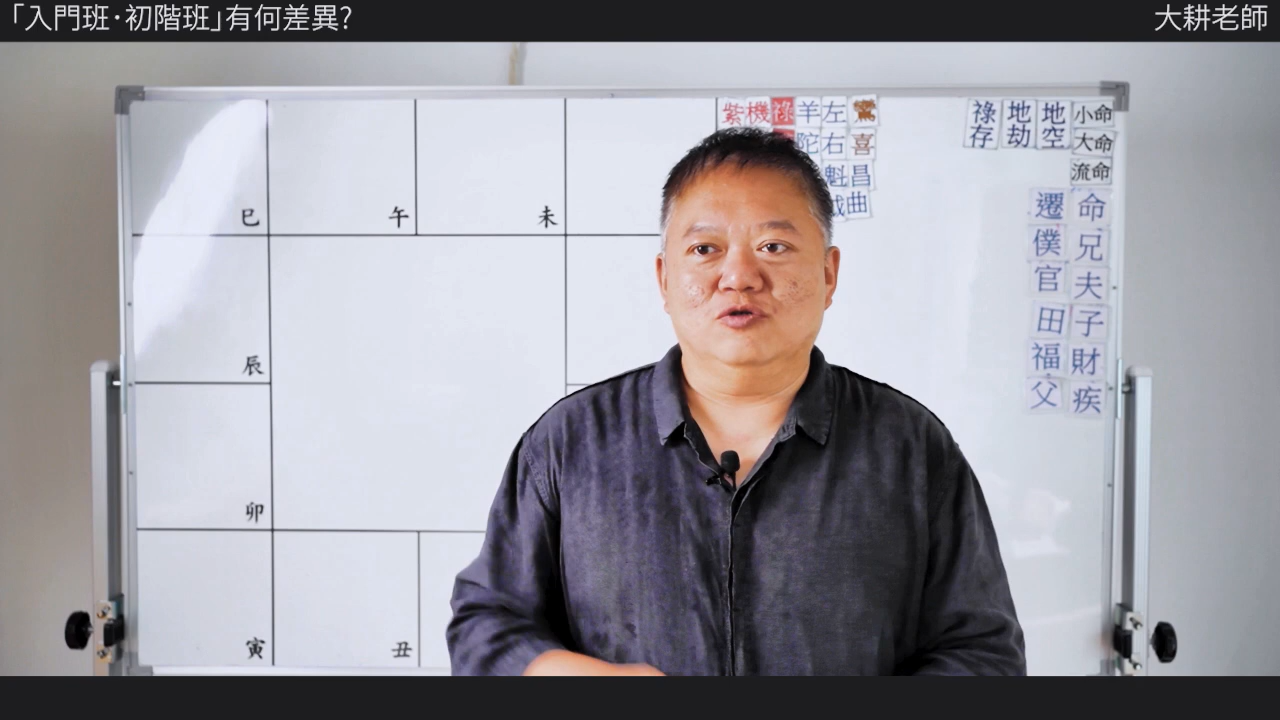 「入門班·初階班」有何差異?
大耕老師
紫機祿羊左鸞
陀右喜
魁昌
曲
祿存
地劫
地空
小命
大命
流命
遷命
僕兄
官夫
田子
福財
父疾
巳
午
未
辰
卯
寅
丑